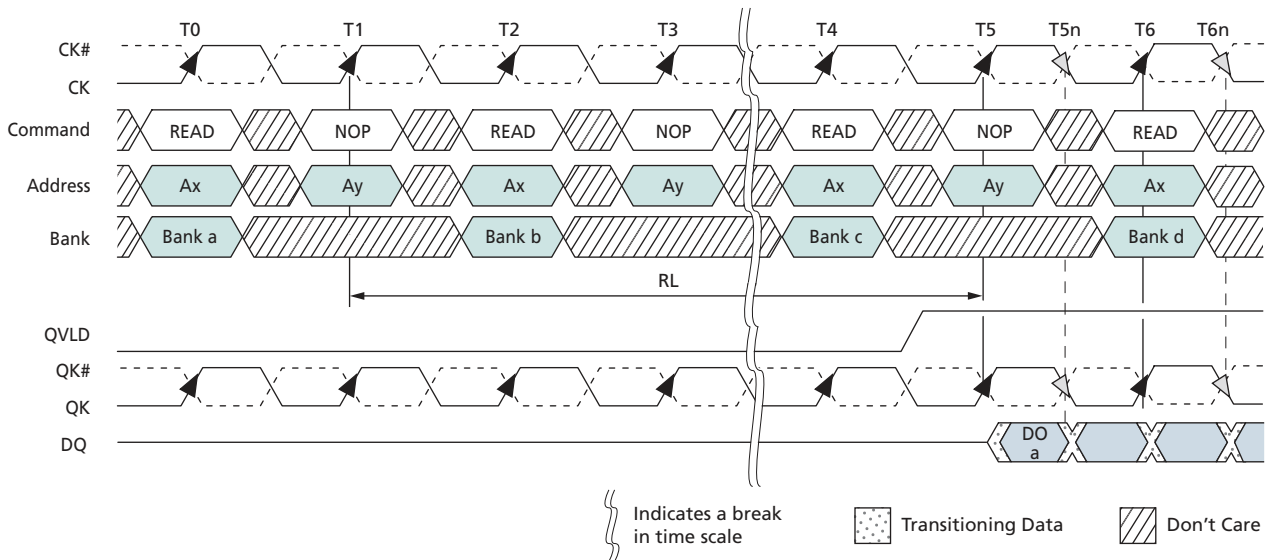 T0 T1 T2 T3 T4 T5 T5n T6 T6n
CK#
CK
Command READ NOP READ NOP READ NOP READ
Address Ax Ay Ax Ay Ax Ay Ax
Bank Bank a Bank b Bank c Bank d
RL
QVLD
QK#
QK
DQ DO
a
Indicates a break
in time scale
Transitioning Data
Don't Care